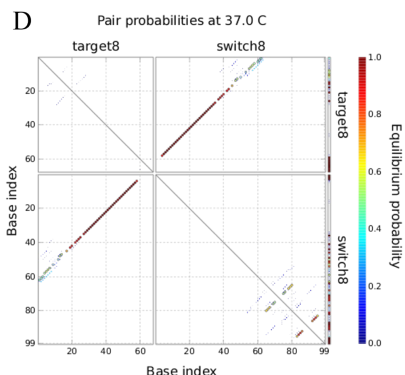 D
Pair probabilities at 37.0 C
target8 switch8
1.0
20
40
60
target8
0.8
0.6
Equilibrium probability
Base index
20
40
60
80
99
switch8
0.4
0.2
0.0
20 40 60 20 40 60 80 99
Base index